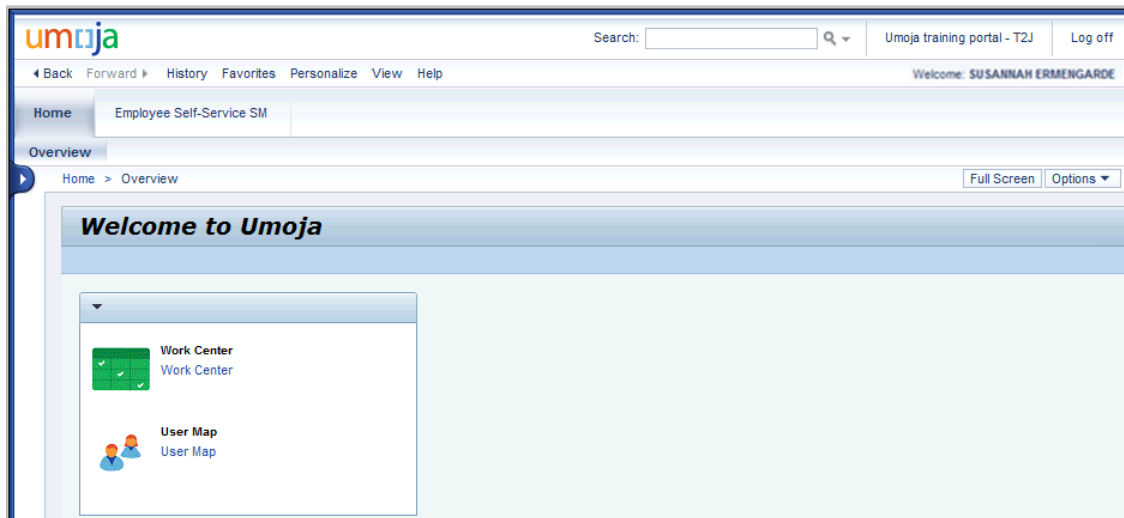 umoja
Search:
Umoja training portal - T2J
Log off
Back Forward History Favorites Personalize View Help
Welcome: SUSANNAH ERMENGARDE
Home Employee Self-Service SM
Overview
Home > Overview
Full Screen Options
Welcome to Umoja
Work Center
Work Center
User Map
User Map